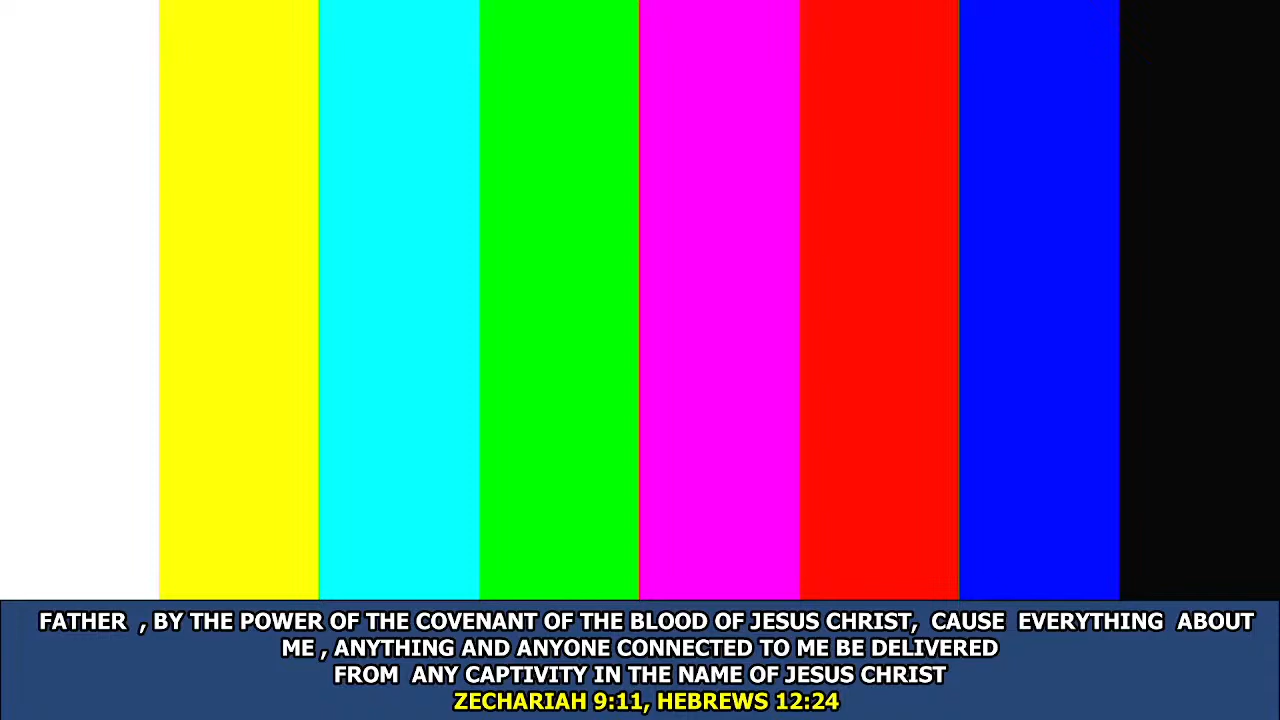 FATHER  , BY THE POWER OF THE COVENANT OF THE BLOOD OF JESUS CHRIST,  CAUSE  EVERYTHING  ABOUT
ME , ANYTHING AND ANYONE CONNECTED TO ME BE DELIVERED
FROM  ANY CAPTIVITY IN THE NAME OF JESUS CHRIST
ZECHARIAH 9:11, HEBREWS 12:24